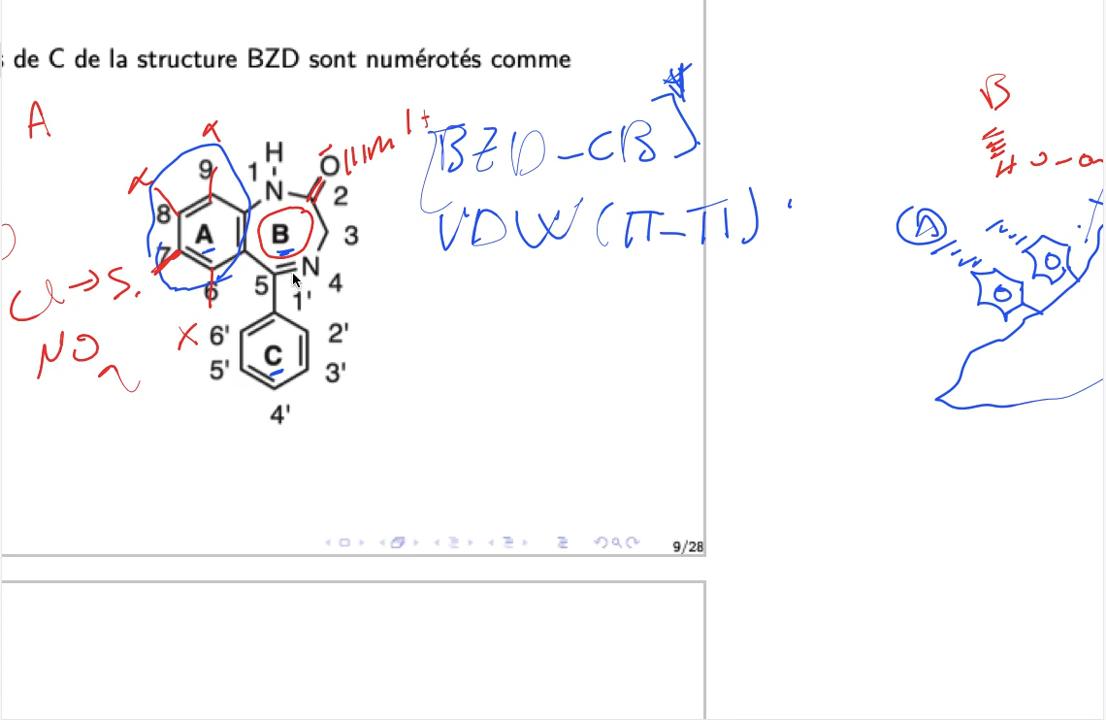 de C de la structure BZD sont numérotés comme
A
B
BZD-CB
VDW (π-π)
H
O
9
1
N
2
8
A
B
3
7
N
5
4
6
1'
Cl → S.
NO2
X
6'
2'
C
5'
3'
4'
A
9/28